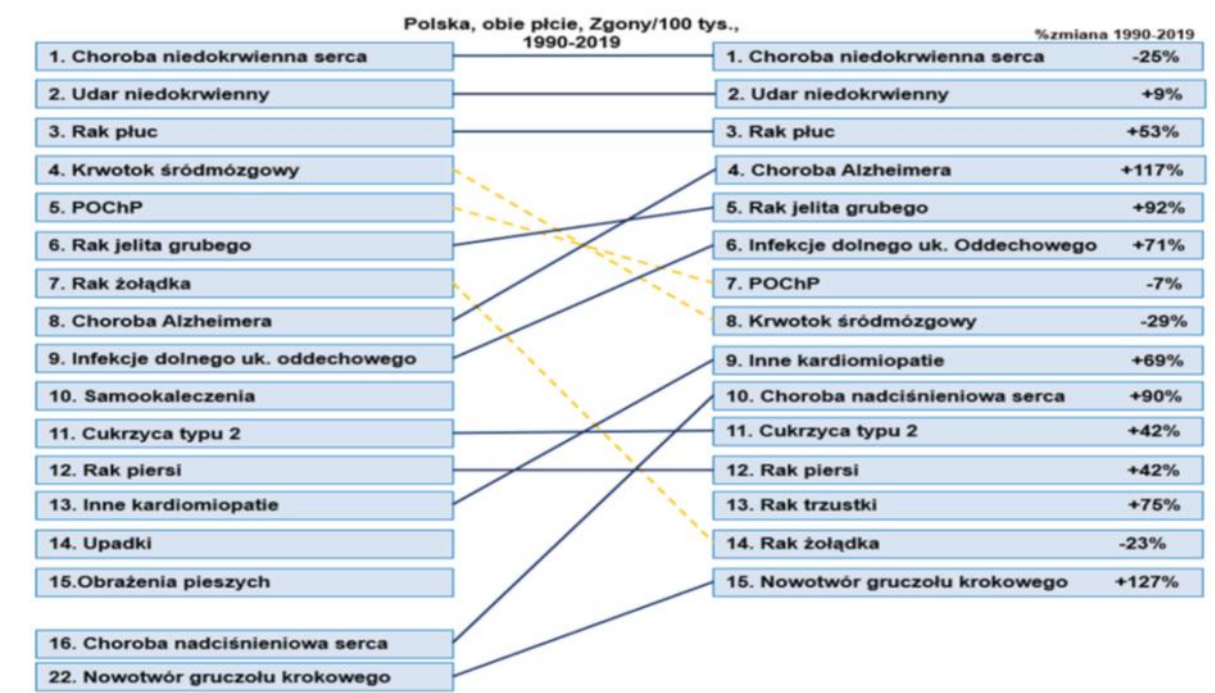 Polska, obie płcie, Zgony/100 tys.,
1990-2019
%zmiana 1990-2019
1. Choroba niedokrwienna serca
2. Udar niedokrwienny
3. Rak płuc
4. Krwotok śródmózgowy
5. POChP
6. Rak jelita grubego
7. Rak żołądka
8. Choroba Alzheimera
9. Infekcje dolnego uk. oddechowego
10. Samookaleczenia
11. Cukrzyca typu 2
12. Rak piersi
13. Inne kardiomiopatie
14. Upadki
15.Obrażenia pieszych
16. Choroba nadciśnieniowa serca
22. Nowotwór gruczołu krokowego
1. Choroba niedokrwienna serca -25%
2. Udar niedokrwienny +9%
3. Rak płuc +53%
4. Choroba Alzheimera +117%
5. Rak jelita grubego +92%
6. Infekcje dolnego uk. Oddechowego +71%
7. POChP -7%
8. Krwotok śródmózgowy -29%
9. Inne kardiomiopatie +69%
10. Choroba nadciśnieniowa serca +90%
11. Cukrzyca typu 2 +42%
12. Rak piersi +42%
13. Rak trzustki +75%
14. Rak żołądka -23%
15. Nowotwór gruczołu krokowego +127%